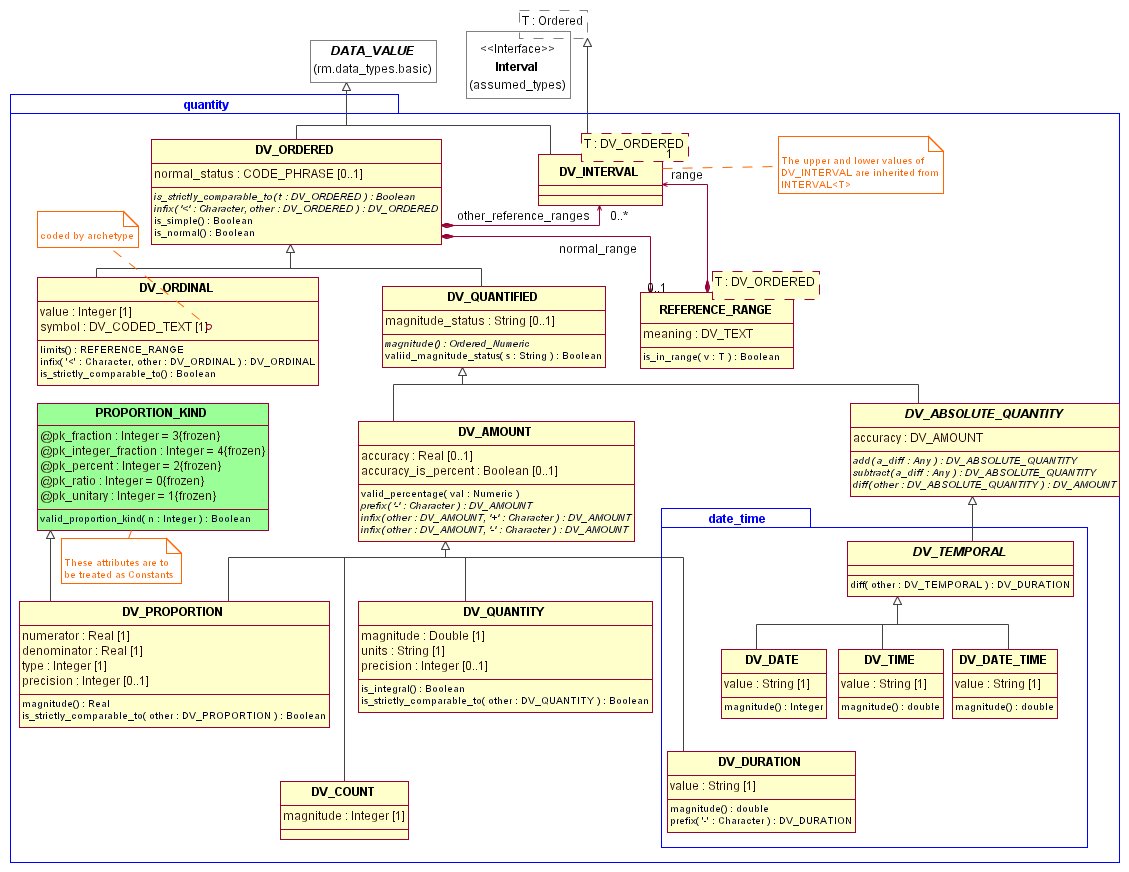 T : Ordered
DATA_VALUE
(rm.data_types.basic)
<<Interface>>
Interval
(assumed_types)
quantity
DV_ORDERED
normal_status : CODE_PHRASE [0..1]
is_strictly_comparable_to( t : DV_ORDERED ) : Boolean
infix( '<' : Character, other : DV_ORDERED ) : DV_ORDERED
is_simple() : Boolean
is_normal() : Boolean
T : DV_ORDERED
1
DV_INTERVAL
range
The upper and lower values of
DV_INTERVAL are inherited from
INTERVAL<T>
other_reference_ranges
0..*
normal_range
0..1
coded by archetype
DV_ORDINAL
value : Integer [1]
symbol : DV_CODED_TEXT [1]
limits() : REFERENCE_RANGE
infix( '<' : Character, other : DV_ORDINAL ) : DV_ORDINAL
is_strictly_comparable_to() : Boolean
DV_QUANTIFIED
magnitude_status : String [0..1]
magnitude() : Ordered_Numeric
valiid_magnitude_status( s : String ) : Boolean
T : DV_ORDERED
REFERENCE_RANGE
meaning : DV_TEXT
is_in_range( v : T ) : Boolean
PROPORTION_KIND
@pk_fraction : Integer = 3{frozen}
@pk_integer_fraction : Integer = 4{frozen}
@pk_percent : Integer = 2{frozen}
@pk_ratio : Integer = 0{frozen}
@pk_unitary : Integer = 1{frozen}
valid_proportion_kind( n : Integer ) : Boolean
These attributes are to
be treated as Constants
DV_AMOUNT
accuracy : Real [0..1]
accuracy_is_percent : Boolean [0..1]
valid_percentage( val : Numeric )
prefix( '-' : Character ) : DV_AMOUNT
infix( other : DV_AMOUNT, '+' : Character ) : DV_AMOUNT
infix( other : DV_AMOUNT, '-' : Character ) : DV_AMOUNT
DV_ABSOLUTE_QUANTITY
accuracy : DV_AMOUNT
add( a_diff : Any ) : DV_ABSOLUTE_QUANTITY
subtract( a_diff : Any ) : DV_ABSOLUTE_QUANTITY
diff( other : DV_ABSOLUTE_QUANTITY ) : DV_AMOUNT
date_time
DV_TEMPORAL
diff( other : DV_TEMPORAL ) : DV_DURATION
DV_PROPORTION
numerator : Real [1]
denominator : Real [1]
type : Integer [1]
precision : Integer [0..1]
magnitude() : Real
is_strictly_comparable_to( other : DV_PROPORTION ) : Boolean
DV_QUANTITY
magnitude : Double [1]
units : String [1]
precision : Integer [0..1]
is_integral() : Boolean
is_strictly_comparable_to( other : DV_QUANTITY ) : Boolean
DV_DATE
value : String [1]
magnitude() : Integer
DV_TIME
value : String [1]
magnitude() : double
DV_DATE_TIME
value : String [1]
magnitude() : double
DV_COUNT
magnitude : Integer [1]
DV_DURATION
value : String [1]
magnitude() : double
prefix( '-' : Character ) : DV_DURATION